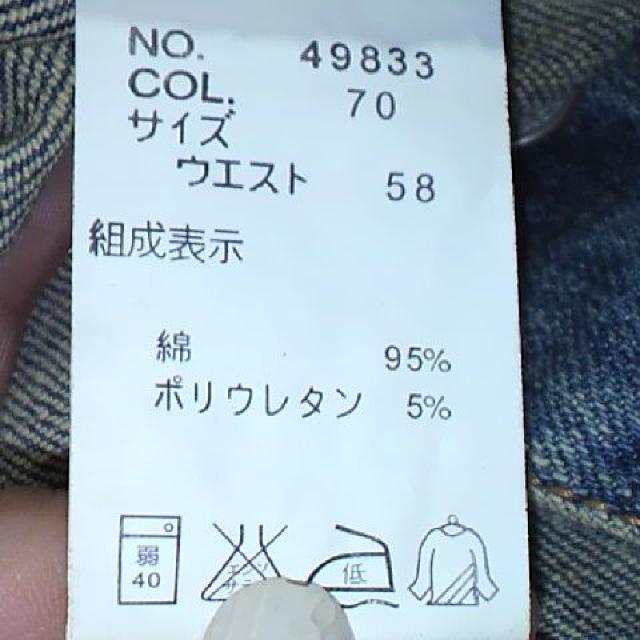 NO. 49833
COL. 70
サイズ
ウエスト 58
組成表示
綿 95%
ポリウレタン 5%
弱
40
低